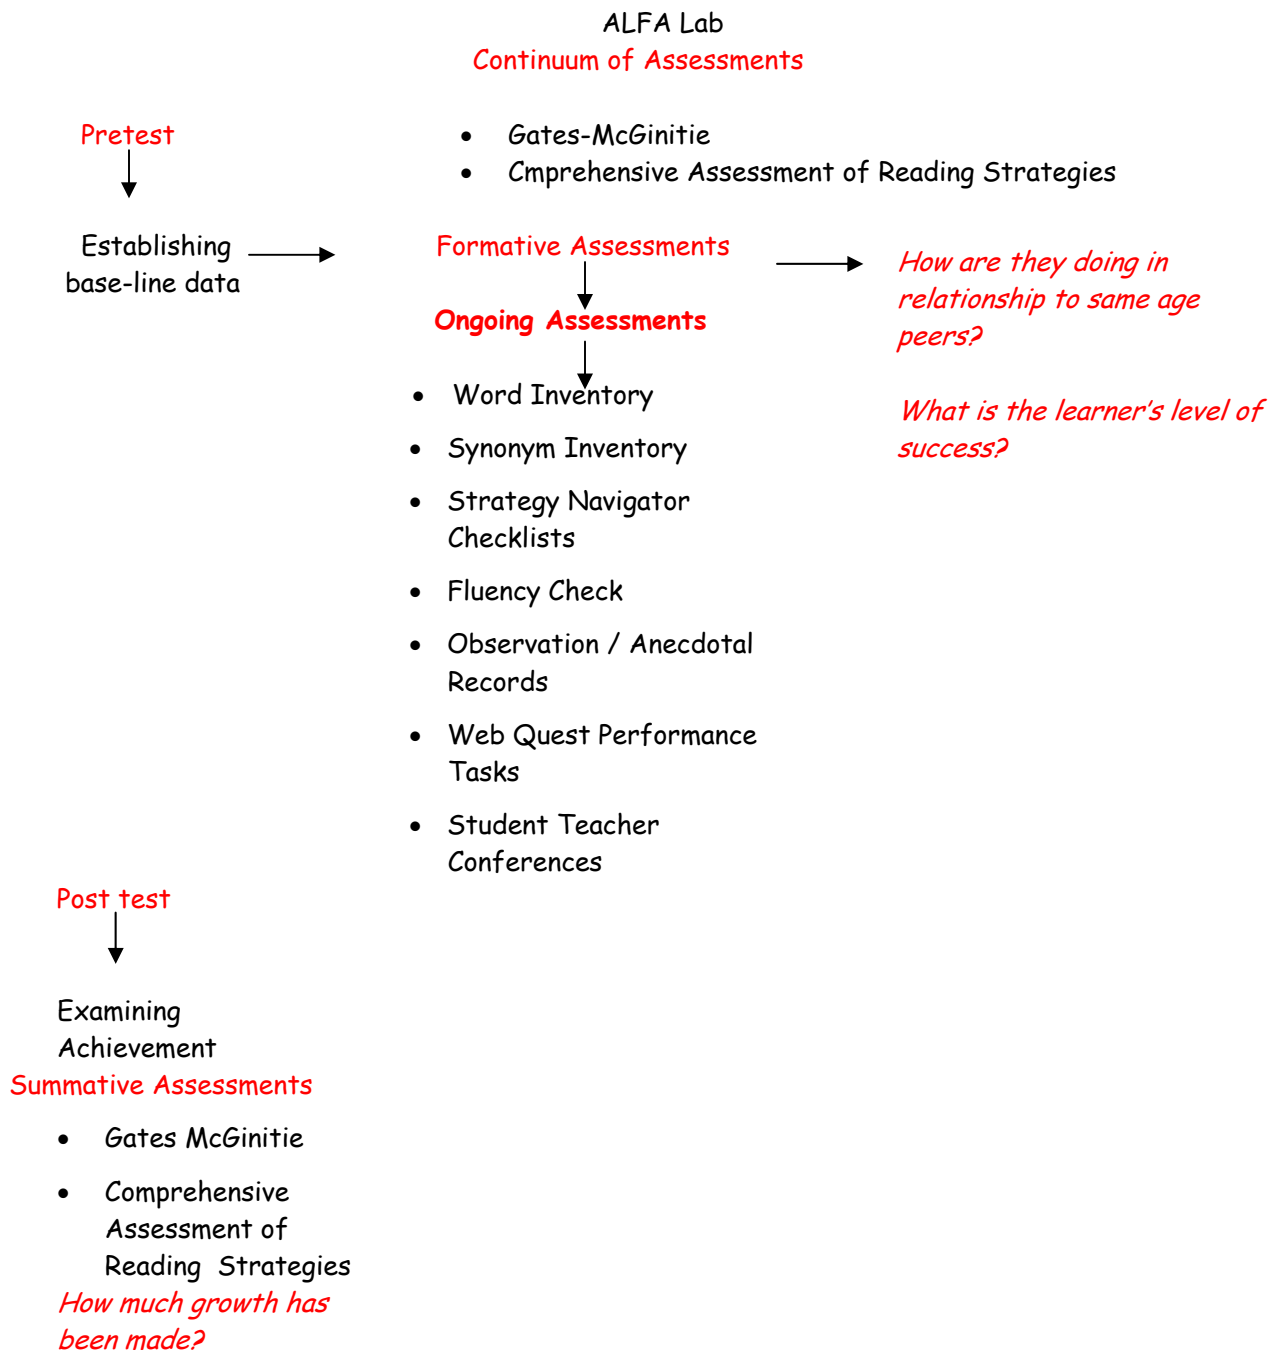 ALFA Lab
Continuum of Assessments
Pretest
• Gates-McGinitie
• Cmprehensive Assessment of Reading Strategies
Establishing
base-line data
Formative Assessments
Ongoing Assessments
How are they doing in
relationship to same age
peers?
What is the learner's level of
success?
• Word Inventory
• Synonym Inventory
• Strategy Navigator
Checklists
• Fluency Check
• Observation / Anecdotal
Records
• Web Quest Performance
Tasks
• Student Teacher
Conferences
Post test
Examining
Achievement
Summative Assessments
• Gates McGinitie
• Comprehensive
Assessment of
Reading Strategies
How much growth has
been made?